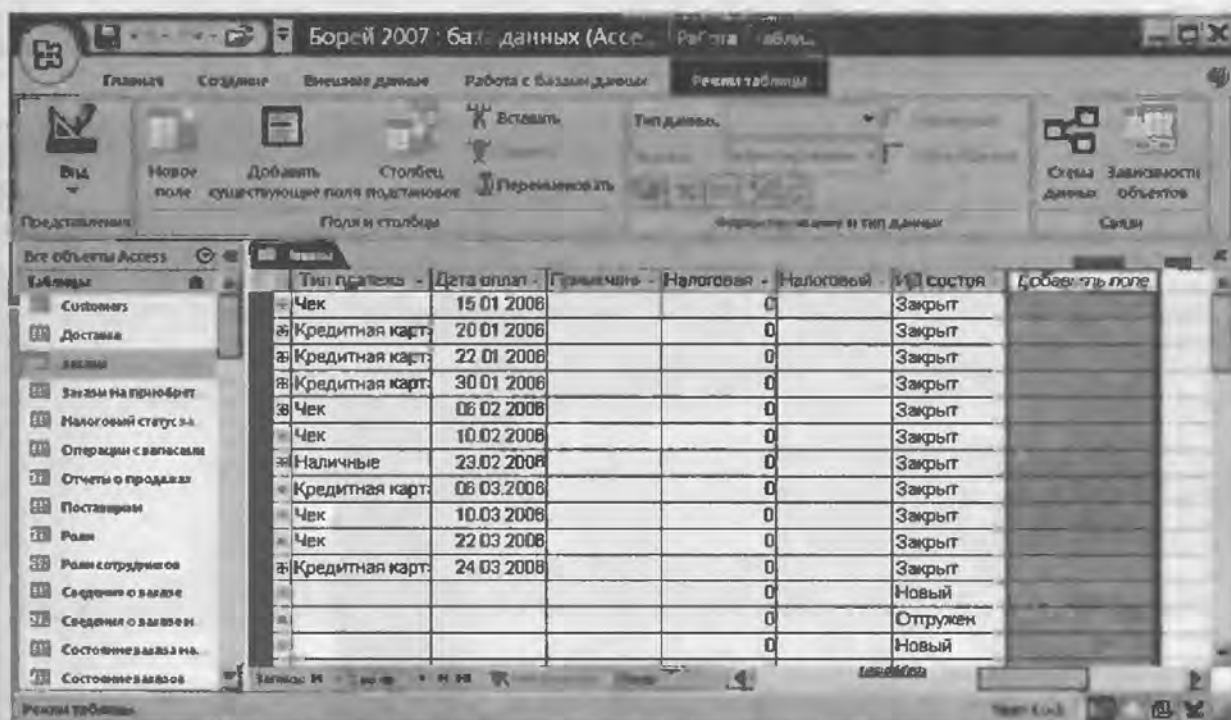 Борей 2007 : база данных (Acce...
Главная Создание Внешние данные Работа с базами данных Режим таблицы
Вид
Новое поле
Добавить существующие поля
Столбец подстановок
Вставить
Переименовать
Тип данных:
Схема данных
Зависимости объектов
Представления
Поля и столбцы
Форматирование и тип данных
Связи
Все объекты Access
Таблицы
Customers
Доставка
Заказы
Заказы на приобрет
Налоговый статус за
Операции с запасами
Отчеты о продажах
Поставщики
Роли
Роли сотрудников
Сведения о заказе
Сведения о заказе н
Состояние заказа на
Состояние заказов
Тип платежа Дата оплат Примечани Налоговая Налоговый ИД состоя Добавить поле
Чек 15 01 2006 0 Закрыт
Кредитная карт 20 01 2006 0 Закрыт
Кредитная карт 22 01 2006 0 Закрыт
Кредитная карт 30 01 2006 0 Закрыт
Чек 06 02 2006 0 Закрыт
Чек 10.02 2006 0 Закрыт
Наличные 23.02 2006 0 Закрыт
Кредитная карт 06 03.2006 0 Закрыт
Чек 10.03 2006 0 Закрыт
Чек 22 03 2006 0 Закрыт
Кредитная карт 24 03 2006 0 Закрыт
0 Новый
0 Отгружен
0 Новый
Режим таблицы